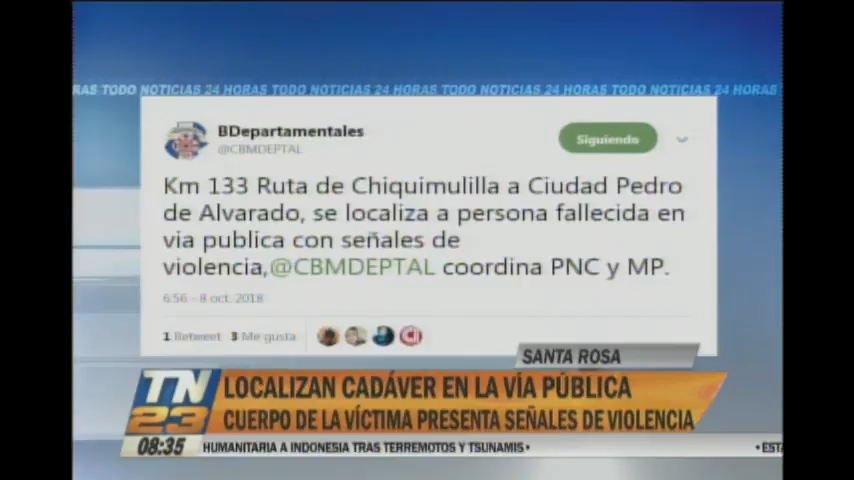 RAS TODO NOTICIAS 24 HORAS TODO NOTICIAS 24 HORAS TODO NOTICIAS 24 HORAS TODO NOTICIAS 24 HORAS
BDepartamentales
@CBMDEPTAL
Siguiendo
Km 133 Ruta de Chiquimulilla a Ciudad Pedro
de Alvarado, se localiza a persona fallecida en
via publica con señales de
violencia,@CBMDEPTAL coordina PNC y MP.
6:56 - 8 oct. 2018
1 Retweet 3 Me gusta
SANTA ROSA
TN
23
LOCALIZAN CADÁVER EN LA VÍA PÚBLICA
CUERPO DE LA VÍCTIMA PRESENTA SEÑALES DE VIOLENCIA
08:35
HUMANITARIA A INDONESIA TRAS TERREMOTOS Y TSUNAMIS • • EST